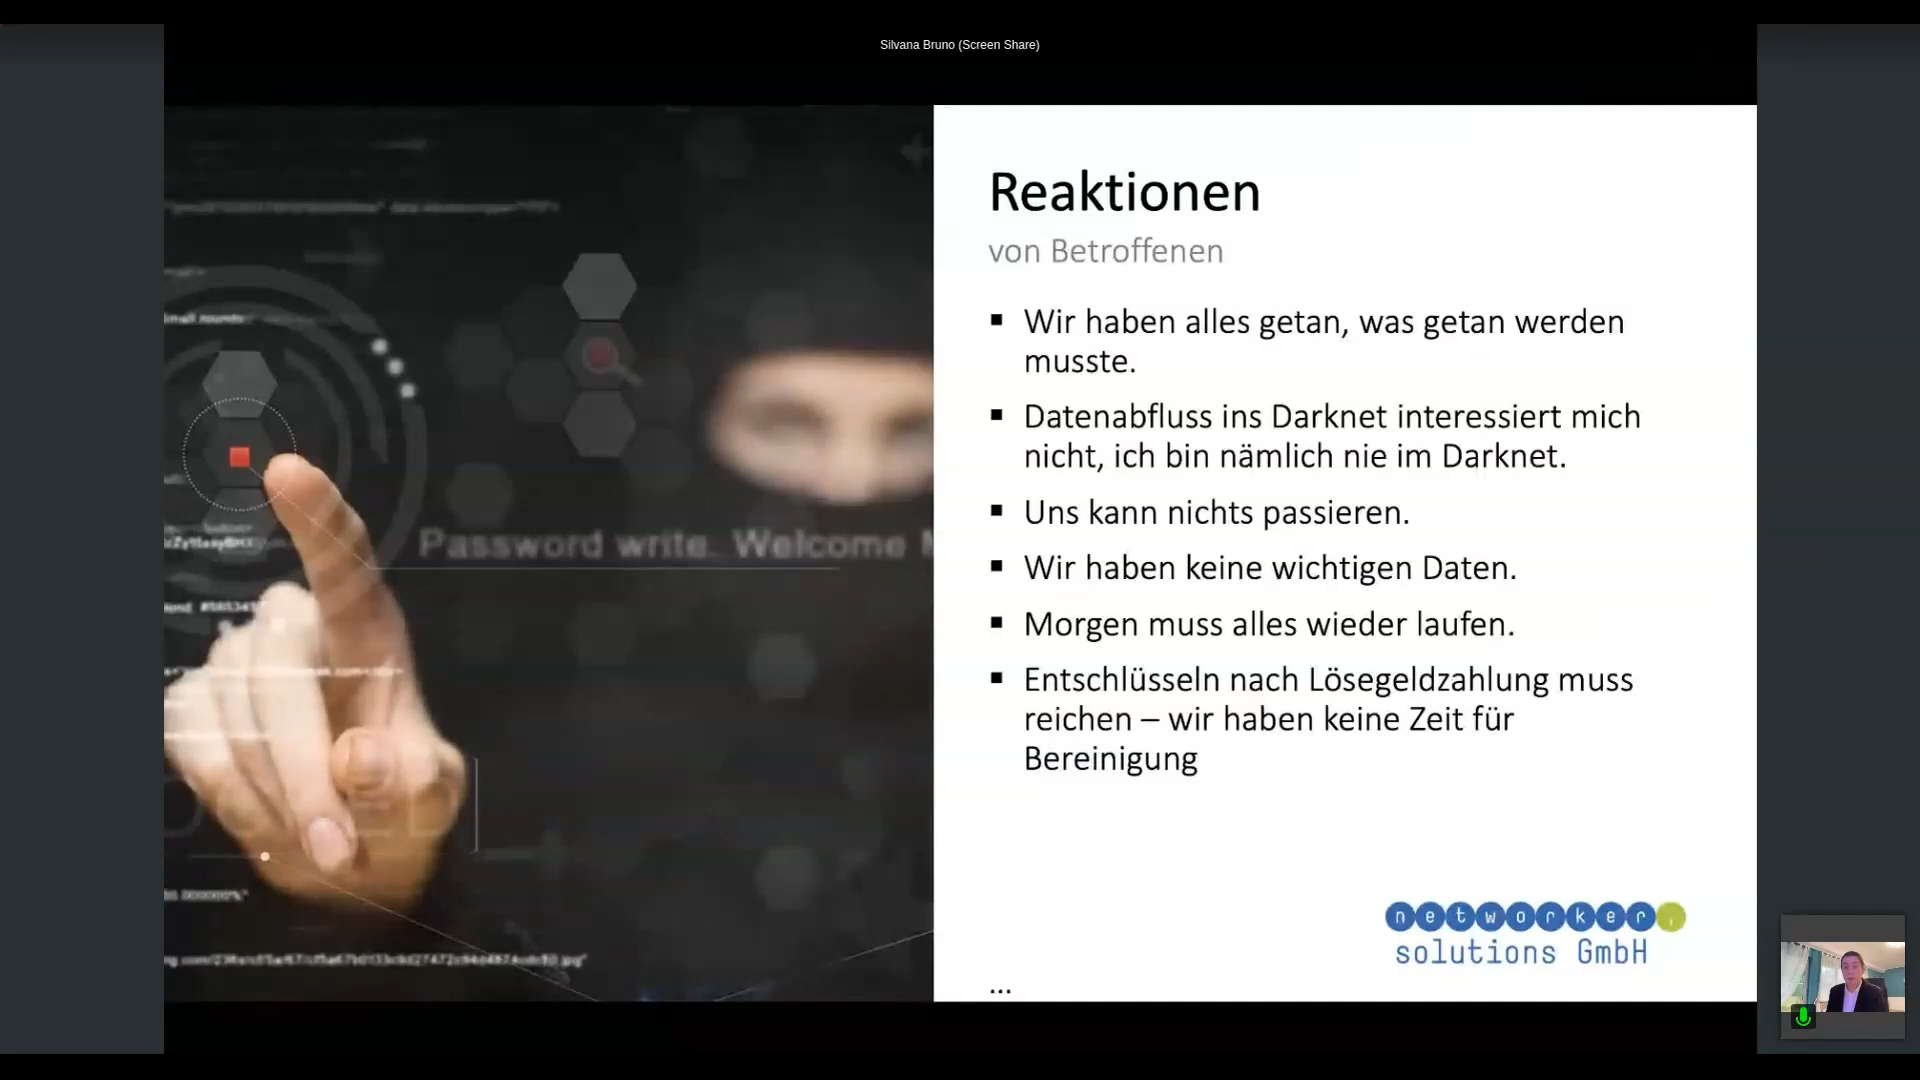 Silvana Bruno (Screen Share)
Reaktionen
von Betroffenen
▪ Wir haben alles getan, was getan werden
musste.
▪ Datenabfluss ins Darknet interessiert mich
nicht, ich bin nämlich nie im Darknet.
▪ Uns kann nichts passieren.
▪ Wir haben keine wichtigen Daten.
▪ Morgen muss alles wieder laufen.
▪ Entschlüsseln nach Lösegeldzahlung muss
reichen – wir haben keine Zeit für
Bereinigung
Password write. Welcome
networker,
solutions GmbH
...